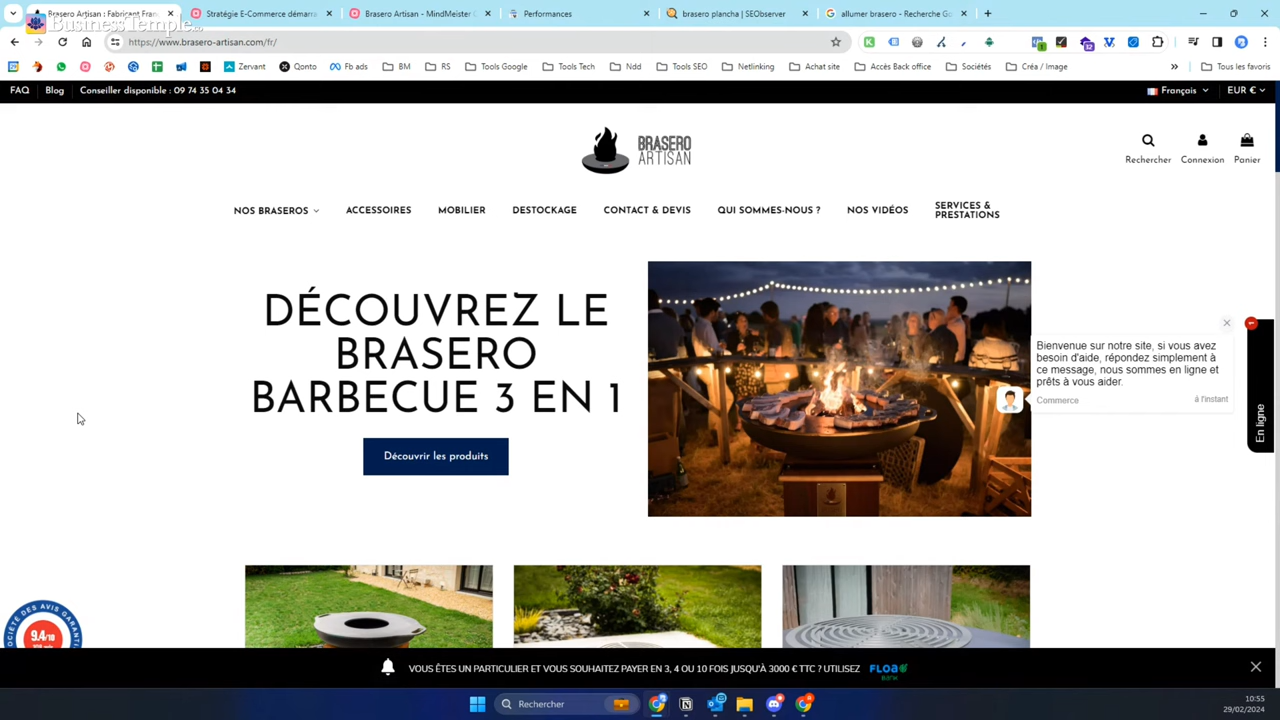 Brasero Artisan : Fabricant Fran
Stratégie E-Commerce démarra
Brasero Artisan - MindMeister
Performances
brasero plancha | SEObserver
allumer brasero - Recherche Go
BusinessTemple
https://www.brasero-artisan.com/fr/
Zervant
Qonto
Fb ads
BM
RS
Tools Google
Tools Tech
Ndd
Tools SEO
Netlinking
Achat site
Accès Back office
Sociétés
Créa / Image
Tous les favoris
FAQ
Blog
Conseiller disponible : 09 74 35 04 34
Français
EUR €
BRASERO
ARTISAN
Rechercher
Connexion
Panier
NOS BRASEROS
ACCESSOIRES
MOBILIER
DESTOCKAGE
CONTACT & DEVIS
QUI SOMMES-NOUS ?
NOS VIDÉOS
SERVICES &
PRESTATIONS
DÉCOUVREZ LE
BRASERO
BARBECUE 3 EN 1
Découvrir les produits
Bienvenue sur notre site, si vous avez
besoin d'aide, répondez simplement à
ce message, nous sommes en ligne et
prêts à vous aider.
Commerce
à l'instant
En ligne
9.4/10
VOUS ÊTES UN PARTICULIER ET VOUS SOUHAITEZ PAYER EN 3, 4 OU 10 FOIS JUSQU'À 3000 € TTC ? UTILISEZ
FLOA
BANK
Rechercher
10:55
29/02/2024